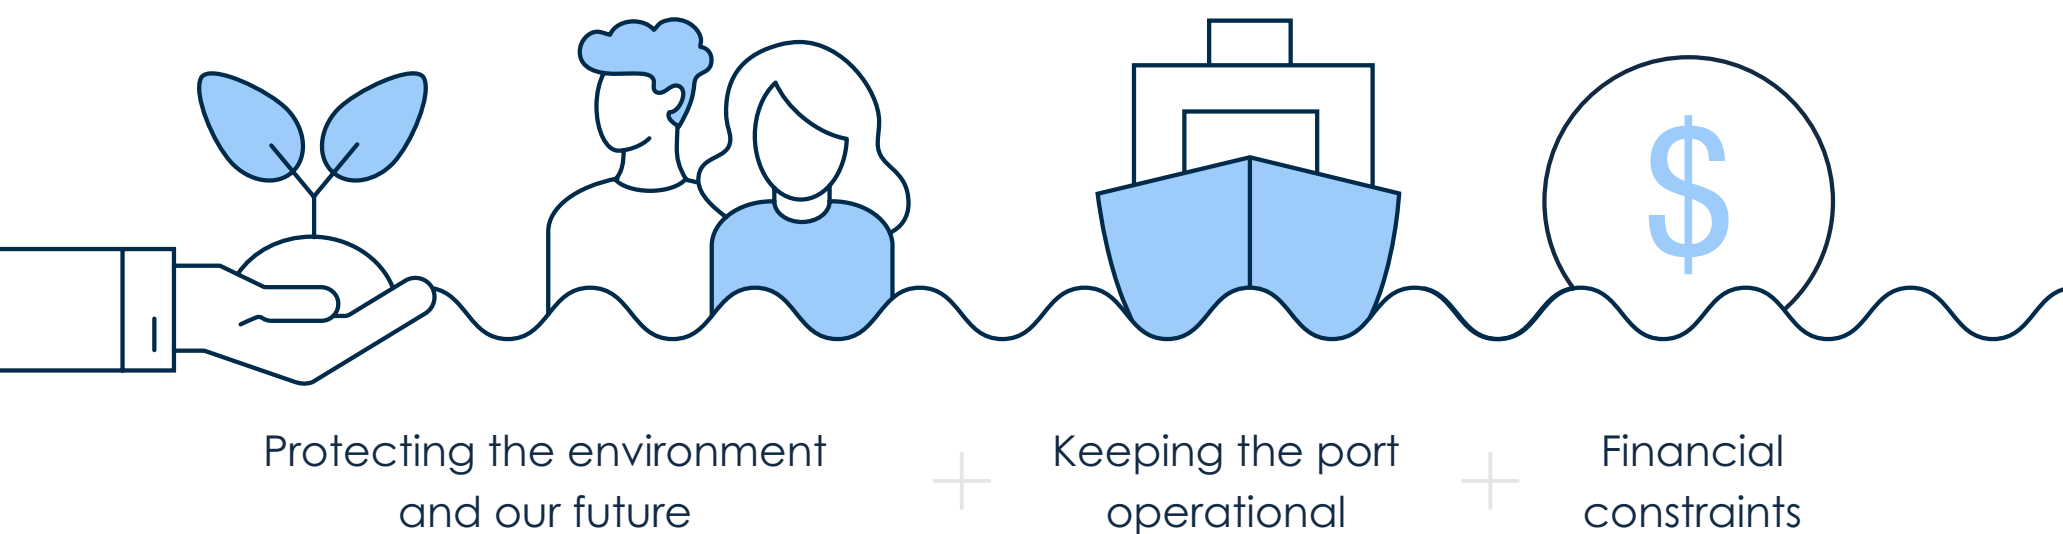 $
Protecting the environment
and our future
+
Keeping the port
operational
+
Financial
constraints